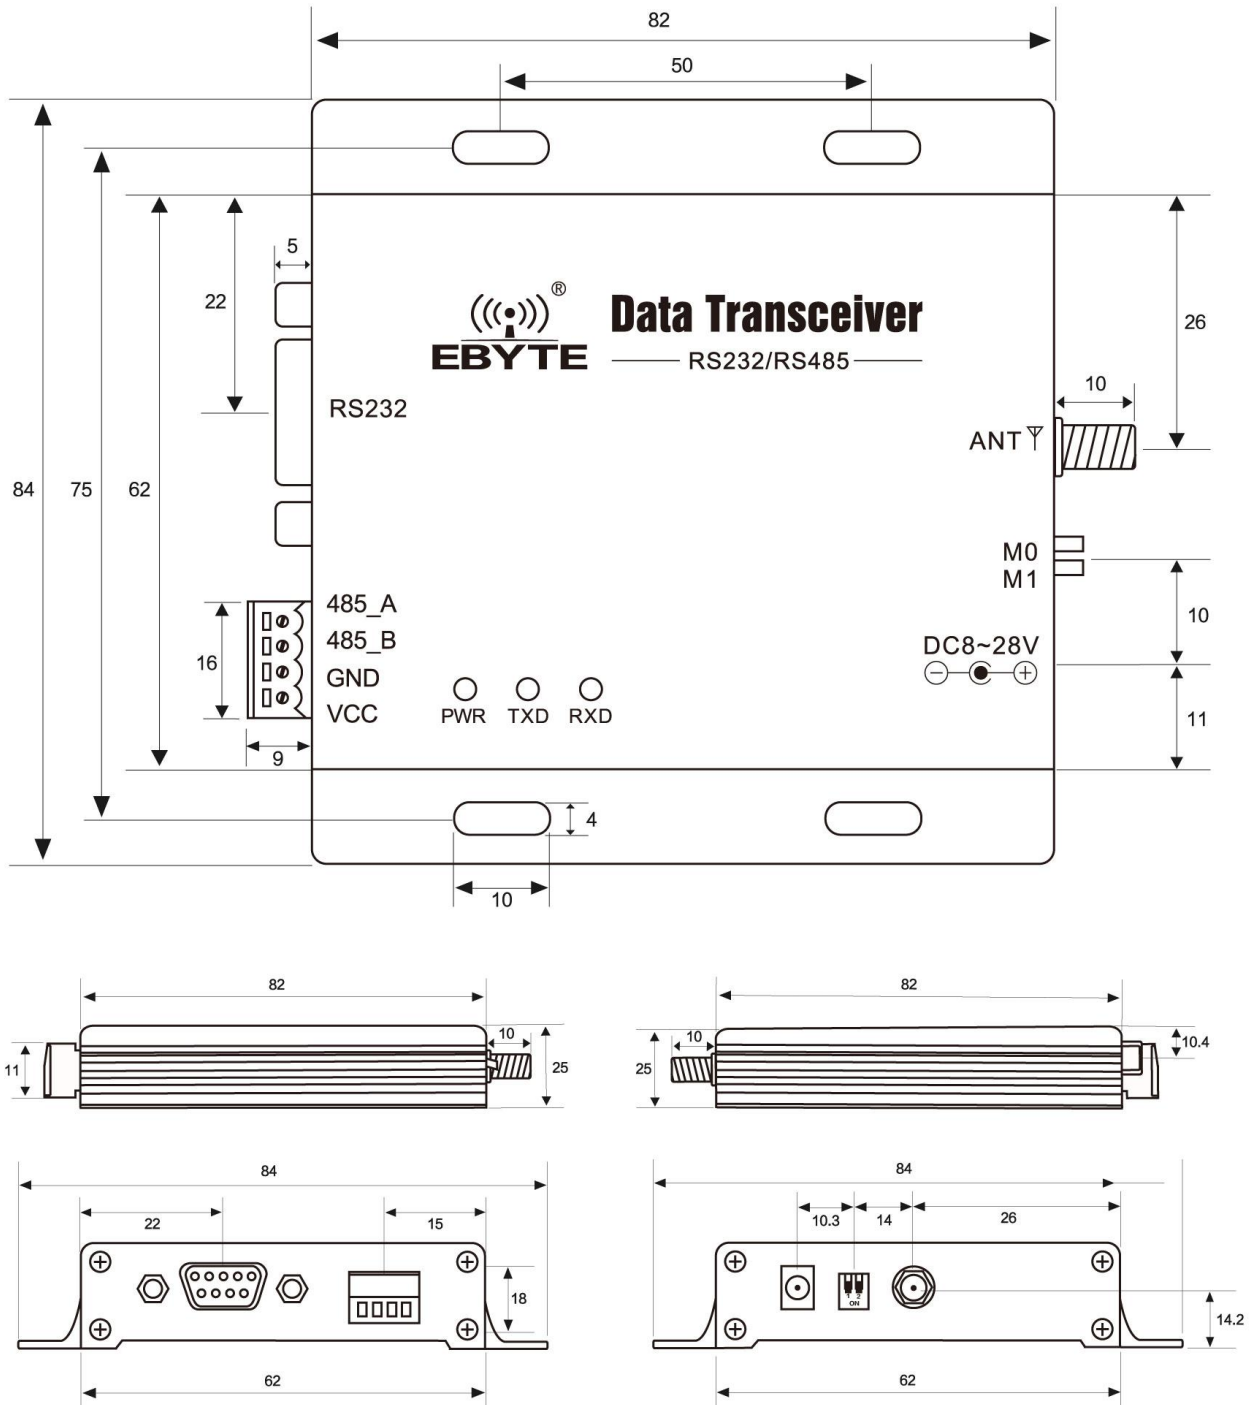 82
50
5
22
®
Data Transceiver
EBYTE
RS232/RS485
26
10
RS232
ANT
84
75
62
M0
M1
10
485_A
485_B
GND
VCC
16
DC8~28V
− +
PWR TXD RXD
11
9
4
10
82
10
11
25
82
10
25
10.4
84
22
15
18
62
84
10.3
14
26
1 2
ON
14.2
62